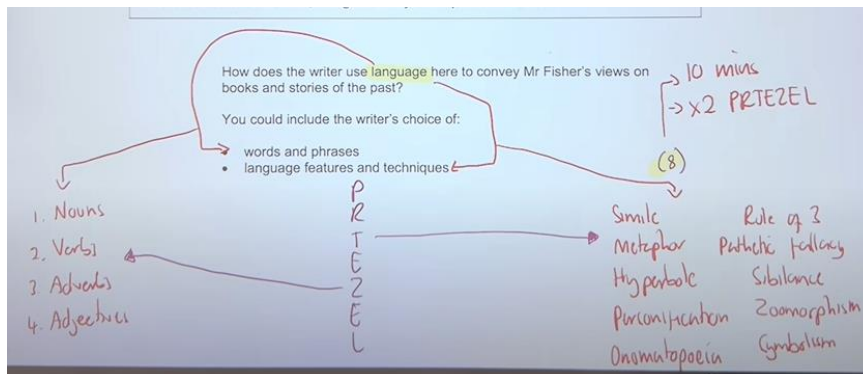 How does the writer use language here to convey Mr Fisher's views on
books and stories of the past?
You could include the writer's choice of:
• words and phrases
• language features and techniques
10 mins
x2 PRTEZEL
(8)
1. Nouns
2. Verbs
3 Adverbs
4. Adjectives
P
R
T
E
Z
E
L
Simile
Metaphor
Hyperbole
Personification
Onomatopoeia
Rule of 3
Pathetic fallacy
Sibilance
Zoomorphism
Symbolism